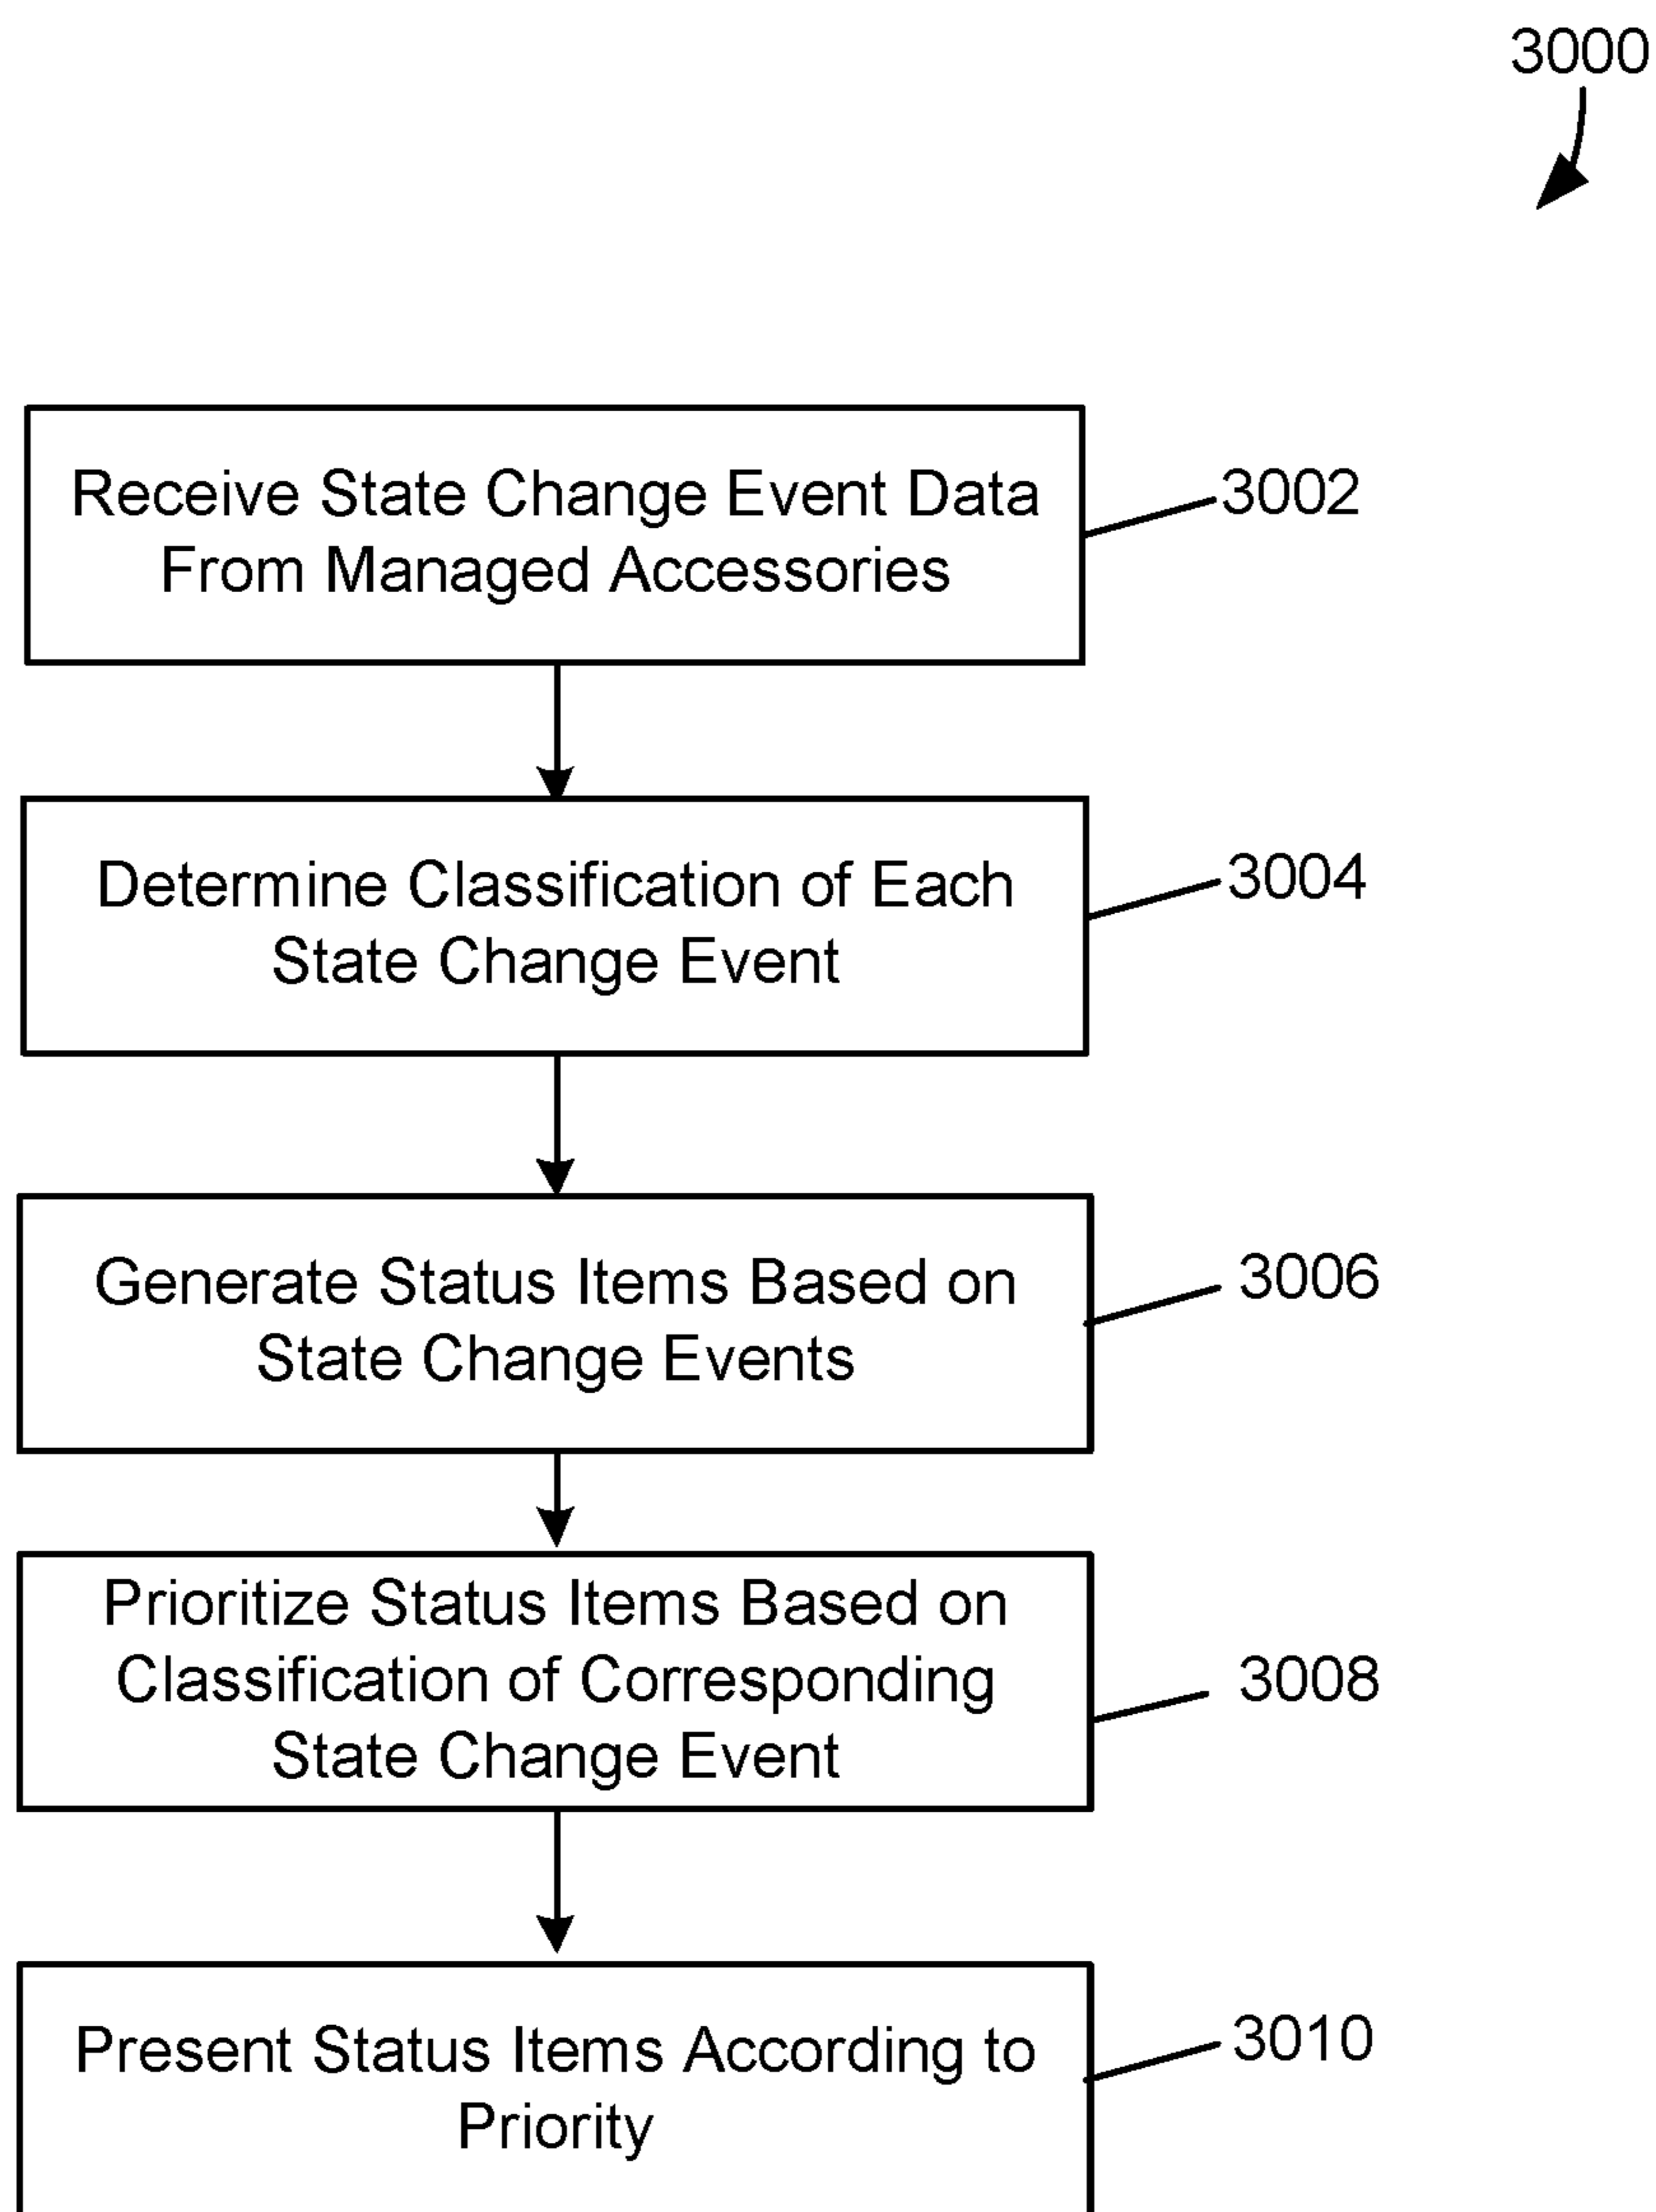 3000
Receive State Change Event Data
From Managed Accessories
3002
Determine Classification of Each
State Change Event
3004
Generate Status Items Based on
State Change Events
3006
Prioritize Status Items Based on
Classification of Corresponding
State Change Event
3008
Present Status Items According to
Priority
3010